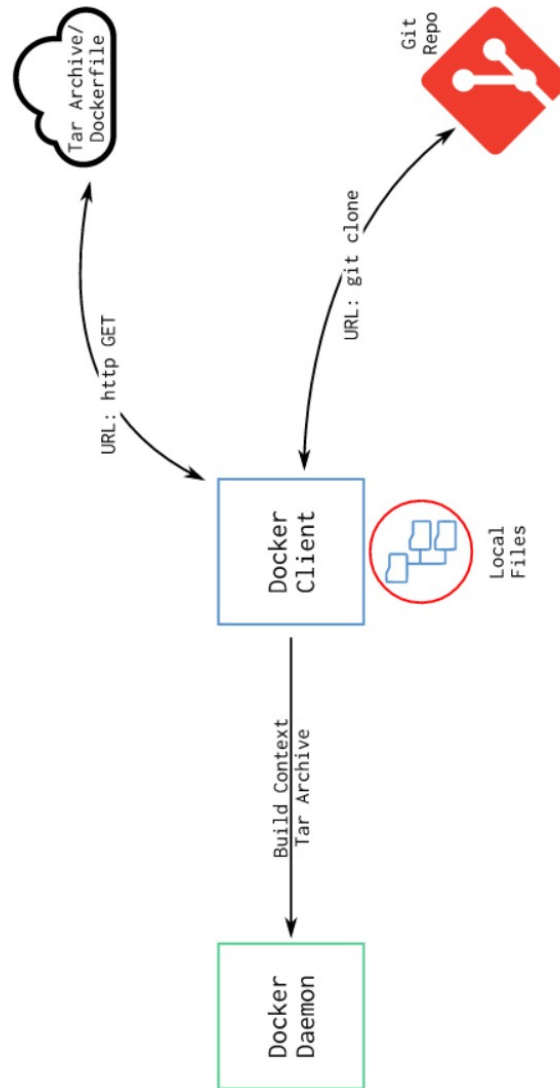 Tar Archive/
Dockerfile
URL: http GET
Git
Repo
URL: git clone
Docker
Client
Local
Files
Build Context
Tar Archive
Docker
Daemon